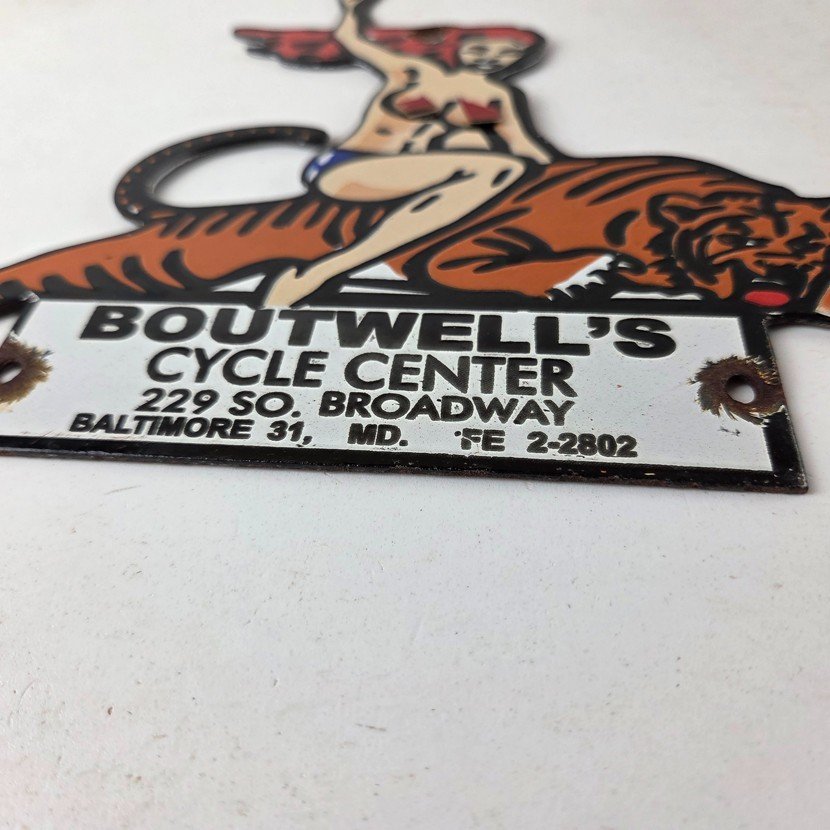 BOUTWELL'S
CYCLE CENTER
229 SO. BROADWAY
BALTIMORE 31, MD. FE 2-2802